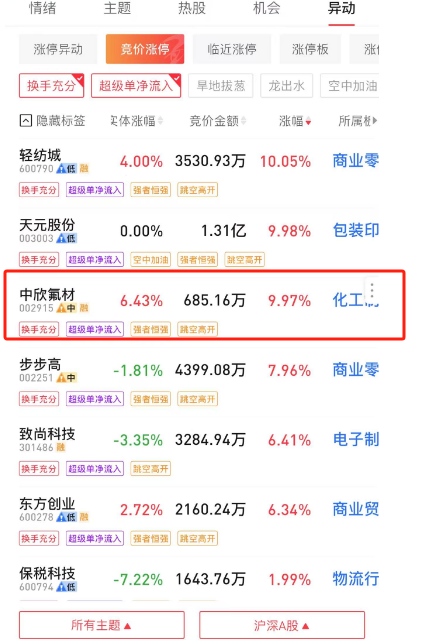 情绪 主题 热股 机会 异动
涨停异动 竞价涨停 临近涨停 涨停板
换手充分 超级单净流入 旱地拔葱 龙出水 空中加油
隐藏标签 实体涨幅 竞价金额 涨幅 所属
轻纺城 4.00% 3530.93万 10.05% 商业零
600790 低 融
换手充分 超级单净流入 强者恒强 跳空高开
天元股份 0.00% 1.31亿 9.98% 包装印
003003 低
换手充分 超级单净流入 空中加油 强者恒强 跳空高开
中欣氟材 6.43% 685.16万 9.97% 化工
002915 中 融
换手充分 超级单净流入 强者恒强 跳空高开
步步高 -1.81% 4399.08万 7.96% 商业零
002251 中
换手充分 超级单净流入 强者恒强 跳空高开
致尚科技 -3.35% 3284.94万 6.41% 电子制
301486 融
换手充分 超级单净流入 跳空高开
东方创业 2.72% 2160.24万 6.34% 商业贸
600278 低 融
换手充分 超级单净流入 强者恒强 跳空高开
保税科技 -7.22% 1643.76万 1.99% 物流行
600794 低
所有主题 沪深A股